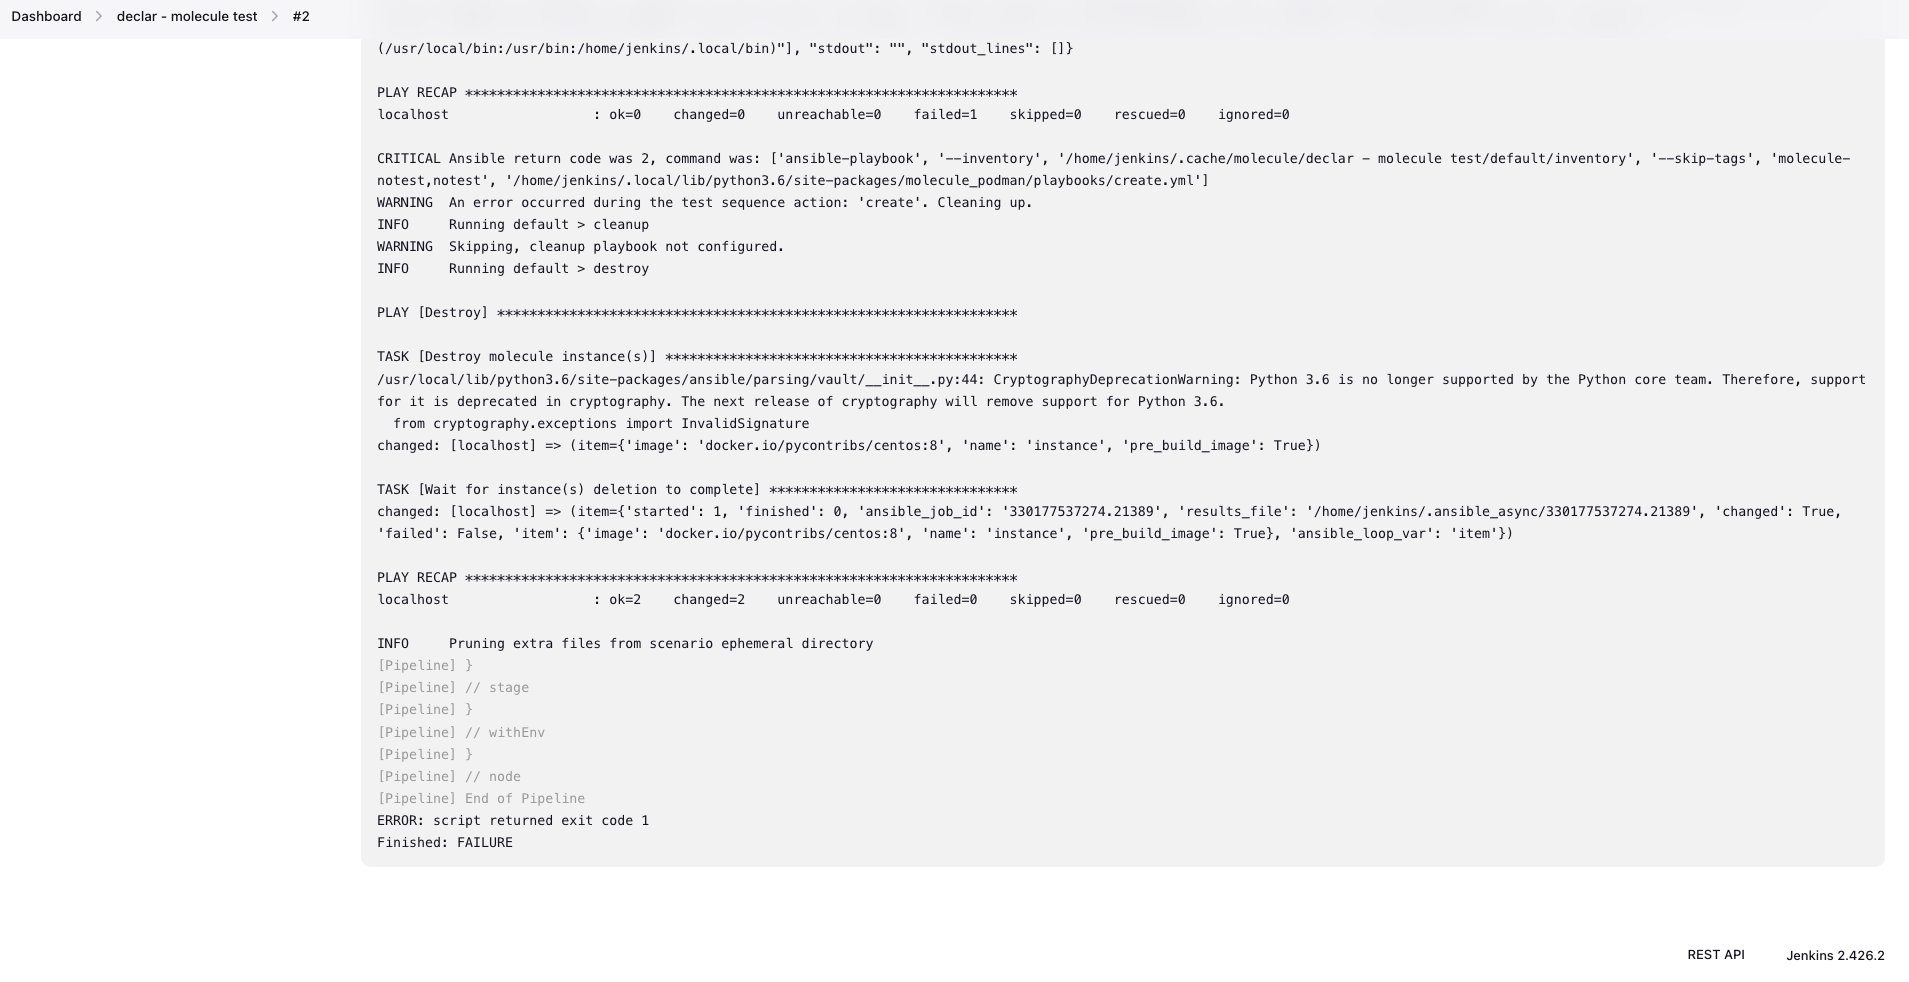 Dashboard > declar - molecule test > #2
(/usr/local/bin:/usr/bin:/home/jenkins/.local/bin)"], "stdout": "", "stdout_lines": []}
PLAY RECAP *********************************************************************
localhost                  : ok=0    changed=0    unreachable=0    failed=1    skipped=0    rescued=0    ignored=0
CRITICAL Ansible return code was 2, command was: ['ansible-playbook', '--inventory', '/home/jenkins/.cache/molecule/declar - molecule test/default/inventory', '--skip-tags', 'molecule-
notest,notest', '/home/jenkins/.local/lib/python3.6/site-packages/molecule_podman/playbooks/create.yml']
WARNING  An error occurred during the test sequence action: 'create'. Cleaning up.
INFO     Running default > cleanup
WARNING  Skipping, cleanup playbook not configured.
INFO     Running default > destroy
PLAY [Destroy] *****************************************************************
TASK [Destroy molecule instance(s)] ********************************************
/usr/local/lib/python3.6/site-packages/ansible/parsing/vault/__init__.py:44: CryptographyDeprecationWarning: Python 3.6 is no longer supported by the Python core team. Therefore, support
for it is deprecated in cryptography. The next release of cryptography will remove support for Python 3.6.
  from cryptography.exceptions import InvalidSignature
changed: [localhost] => (item={'image': 'docker.io/pycontribs/centos:8', 'name': 'instance', 'pre_build_image': True})
TASK [Wait for instance(s) deletion to complete] *******************************
changed: [localhost] => (item={'started': 1, 'finished': 0, 'ansible_job_id': '330177537274.21389', 'results_file': '/home/jenkins/.ansible_async/330177537274.21389', 'changed': True,
'failed': False, 'item': {'image': 'docker.io/pycontribs/centos:8', 'name': 'instance', 'pre_build_image': True}, 'ansible_loop_var': 'item'})
PLAY RECAP *********************************************************************
localhost                  : ok=2    changed=2    unreachable=0    failed=0    skipped=0    rescued=0    ignored=0
INFO     Pruning extra files from scenario ephemeral directory
[Pipeline] }
[Pipeline] // stage
[Pipeline] }
[Pipeline] // withEnv
[Pipeline] }
[Pipeline] // node
[Pipeline] End of Pipeline
ERROR: script returned exit code 1
Finished: FAILURE
REST API    Jenkins 2.426.2